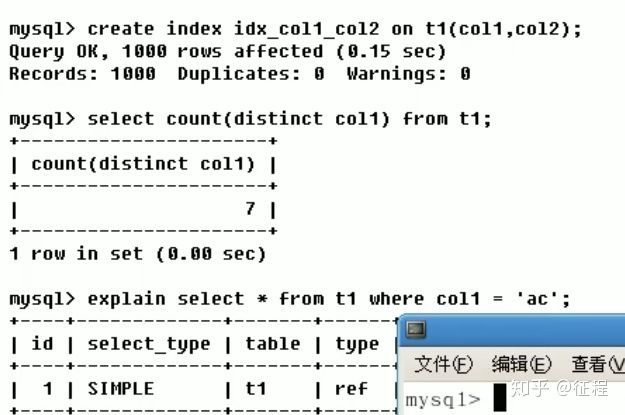 mysql> create index idx_col1_col2 on t1(col1,col2);
Query OK, 1000 rows affected (0.15 sec)
Records: 1000  Duplicates: 0  Warnings: 0
mysql> select count(distinct col1) from t1;
+----------------------+
| count(distinct col1) |
+----------------------+
|                    7 |
+----------------------+
1 row in set (0.00 sec)
mysql> explain select * from t1 where col1 = 'ac';
+----+-------------+-------+------+
| id | select_type | table | type |
+----+-------------+-------+------+
| 1 | SIMPLE | t1 | ref |
+----+-------------+-------+------+
文件(F) 编辑(E) 查看(V
mysql>
知乎 @征程